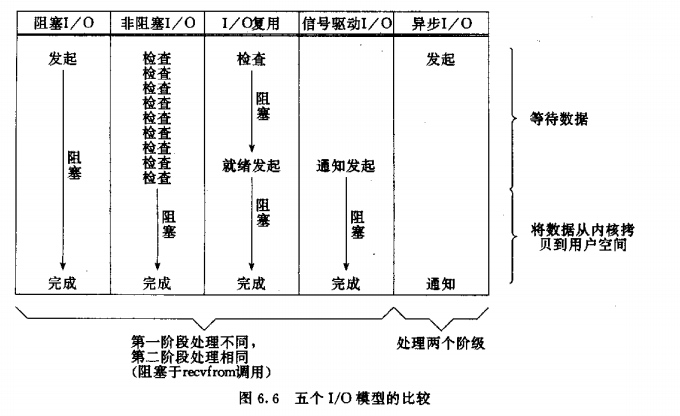 阻塞I/O 非阻塞I/O I/O复用 信号驱动I/O 异步I/O
发起 检查 检查 发起
检查
检查
检查
检查
检查
检查
检查
检查
阻塞
阻塞
等待数据
就绪发起 通知发起
阻塞
阻塞
阻塞
将数据从内核拷
贝到用户空间
完成 完成 完成 完成 通知
第一阶段处理不同，
第二阶段处理相同
（阻塞于recvfrom调用）
处理两个阶级
图 6.6 五个 I/O 模型的比较